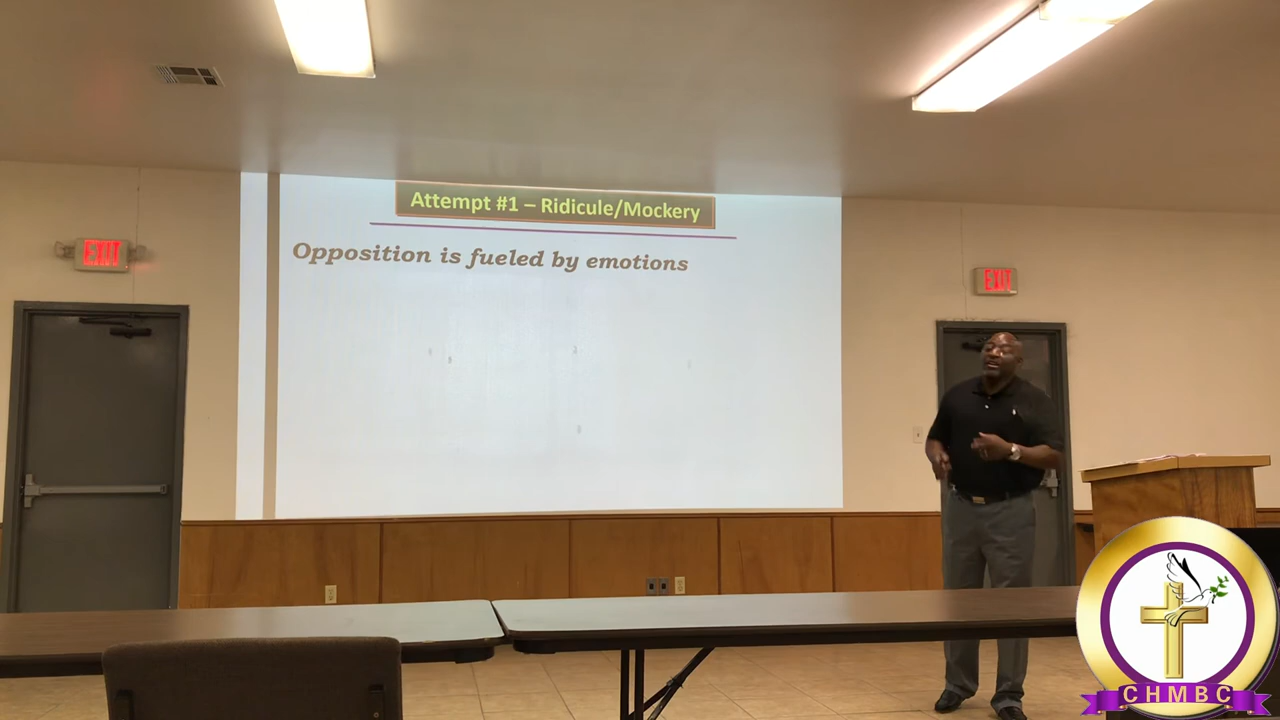 Attempt #1 – Ridicule/Mockery
Opposition is fueled by emotions
EXIT
EXIT
CHMBC